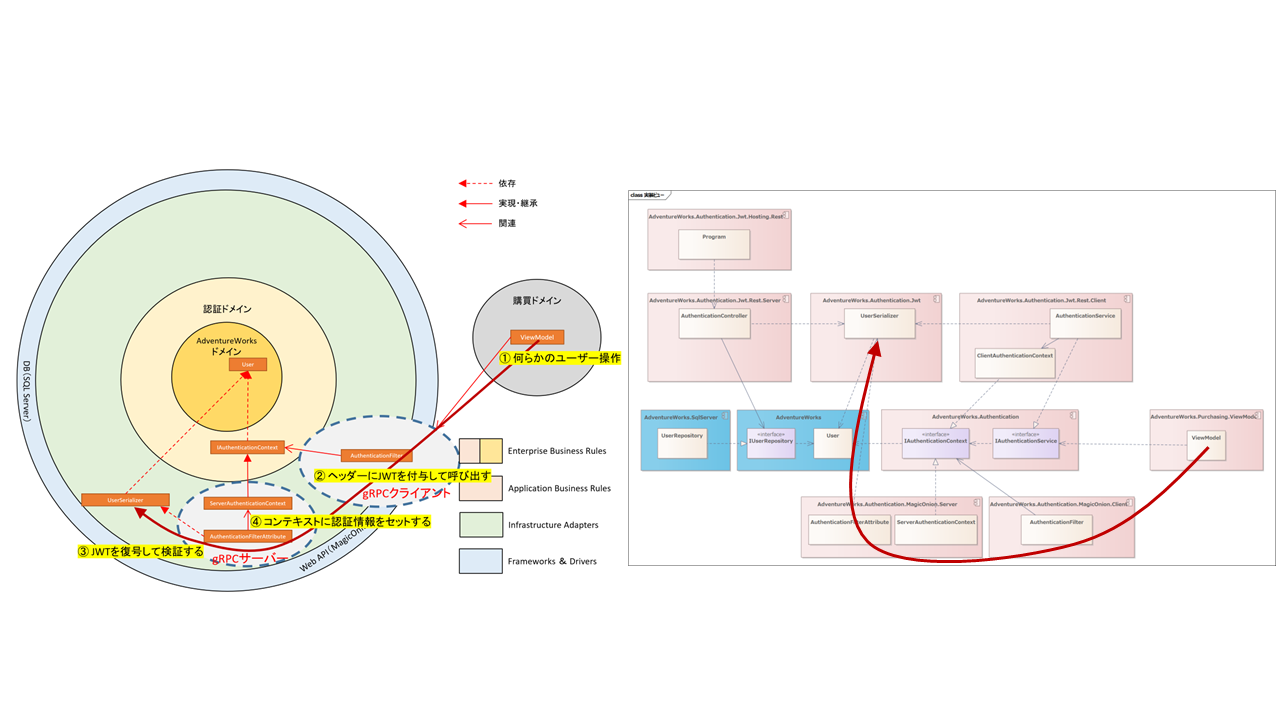 依存
実現・継承
関連
認証ドメイン
AdventureWorks
ドメイン
User
購買ドメイン
ViewModel
① 何らかのユーザー操作
DB(SQL Server)
IAuthenticationContext
AuthenticationFilter
② ヘッダーにJWTを付与して呼び出す
gRPCクライアント
UserSerializer
ServerAuthenticationContext
④ コンテキストに認証情報をセットする
AuthenticationFilterAttribute
③ JWTを復号して検証する
gRPCサーバー
Enterprise Business Rules
Application Business Rules
Infrastructure Adapters
Frameworks & Drivers
class 実装ビュー
AdventureWorks.Authentication.Jwt.Hosting.Rest
Program
AdventureWorks.Authentication.Jwt.Rest.Server
AuthenticationController
AdventureWorks.Authentication.Jwt
UserSerializer
AdventureWorks.Authentication.Jwt.Rest.Client
AuthenticationService
ClientAuthenticationContext
AdventureWorks.SqlServer
UserRepository
AdventureWorks
«interface»
IUserRepository
User
AdventureWorks.Authentication
«interface»
IAuthenticationContext
«interface»
IAuthenticationService
AdventureWorks.Purchasing.ViewModel
ViewModel
AdventureWorks.Authentication.MagicOnion.Server
AuthenticationFilterAttribute
ServerAuthenticationContext
AdventureWorks.Authentication.MagicOnion.Client
AuthenticationFilter